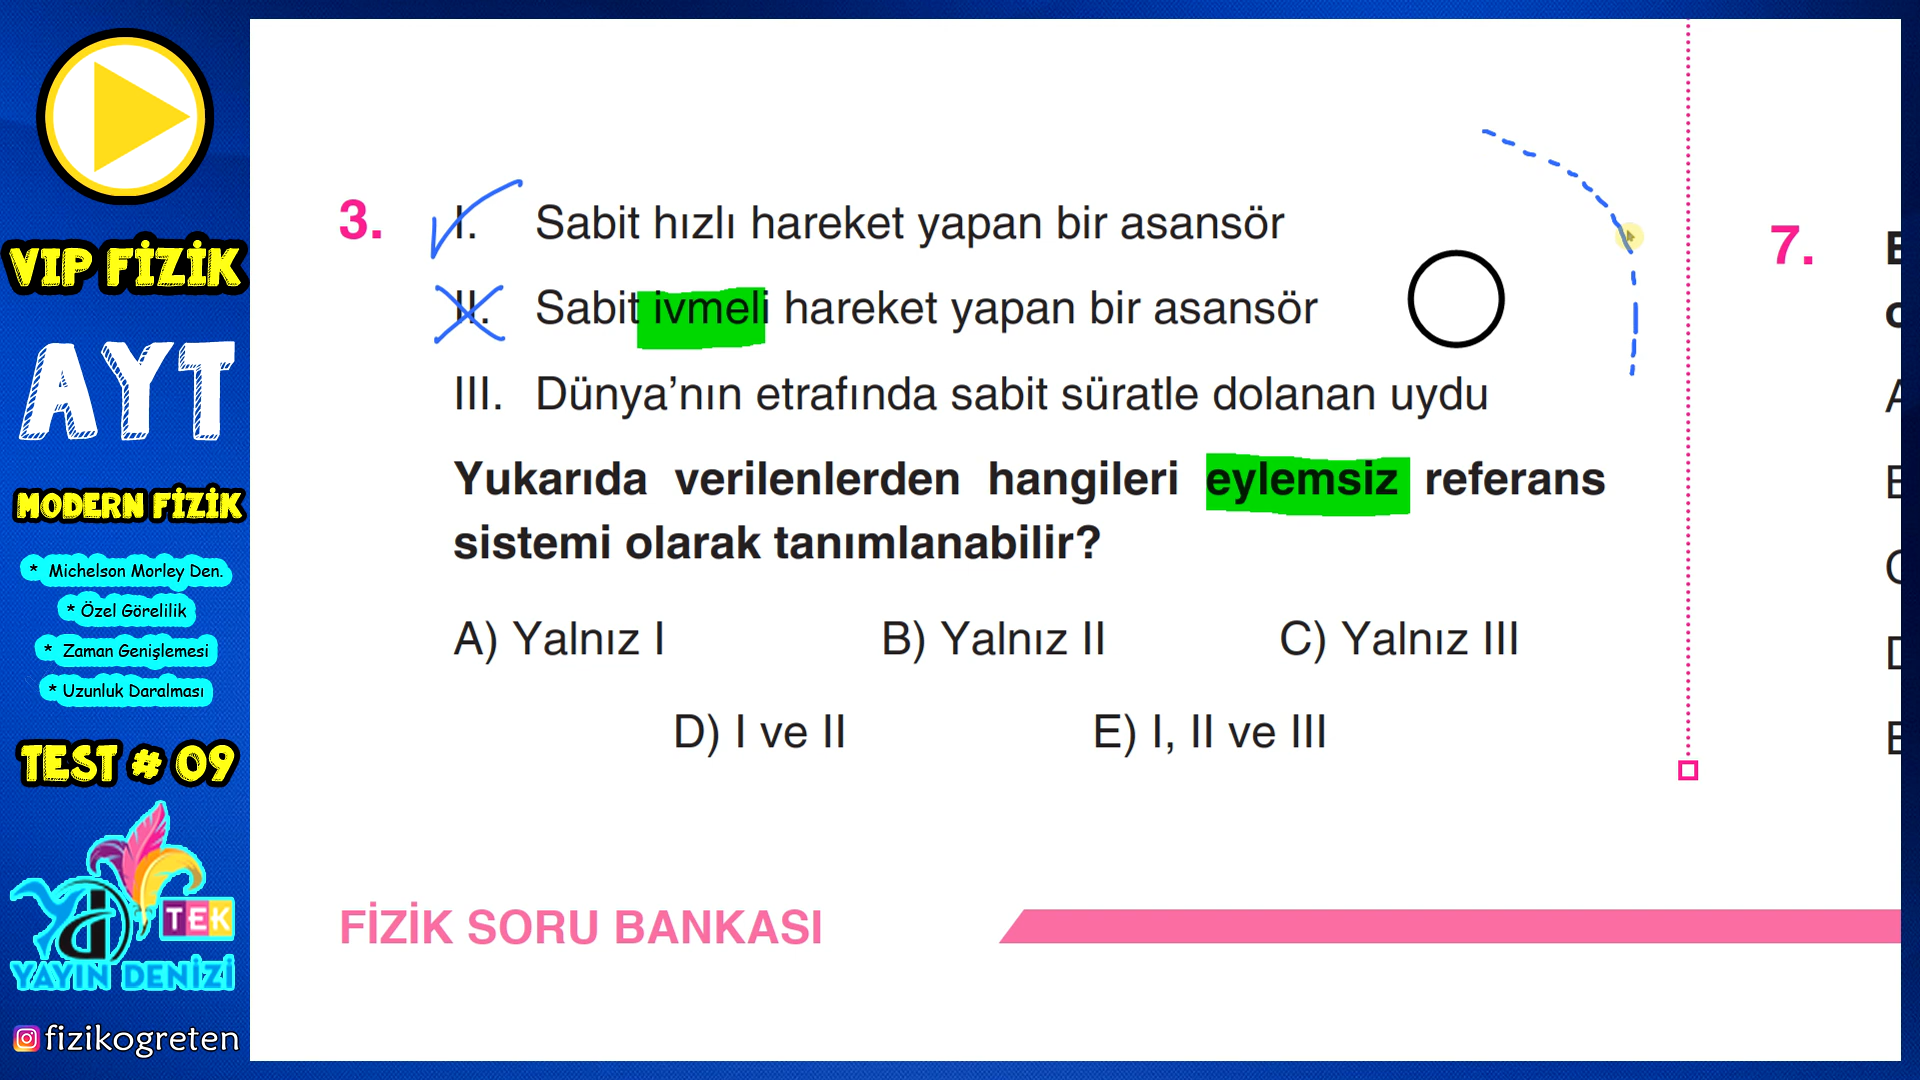 VIP FİZİK
AYT
MODERN FİZİK
* Michelson Morley Den.
* Özel Görelilik
* Zaman Genişlemesi
* Uzunluk Daralması
TEST # 09
TEK
YAYIN DENİZİ
fizikogreten
3.
I. Sabit hızlı hareket yapan bir asansör
II. Sabit ivmeli hareket yapan bir asansör
III. Dünya'nın etrafında sabit süratle dolanan uydu
Yukarıda verilenlerden hangileri eylemsiz referans
sistemi olarak tanımlanabilir?
A) Yalnız I B) Yalnız II C) Yalnız III
D) I ve II E) I, II ve III
FİZİK SORU BANKASI
7.